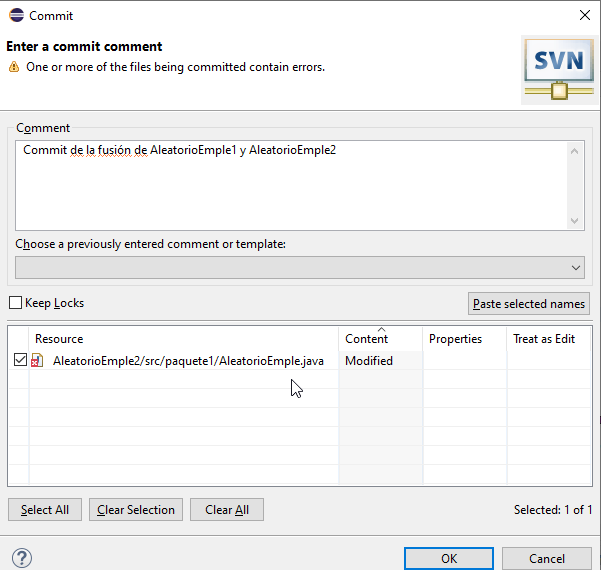 Commit
Enter a commit comment
One or more of the files being committed contain errors.
SVN
Comment
Commit de la fusión de AleatorioEmple1 y AleatorioEmple2
Choose a previously entered comment or template:
Keep Locks
Paste selected names
Resource Content Properties Treat as Edit
AleatorioEmple2/src/paquete1/AleatorioEmple.java Modified
Select All Clear Selection Clear All Selected: 1 of 1
? OK Cancel